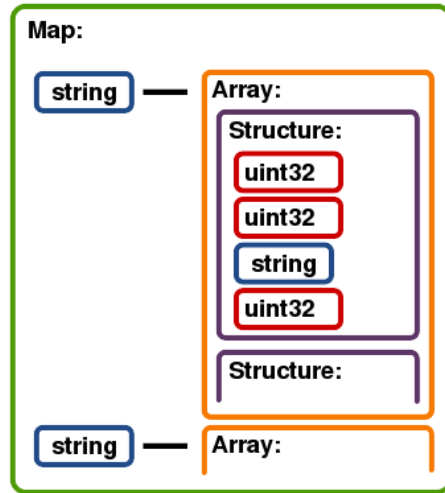 Map:
string Array:
Structure:
uint32
uint32
string
uint32
Structure:
string Array: